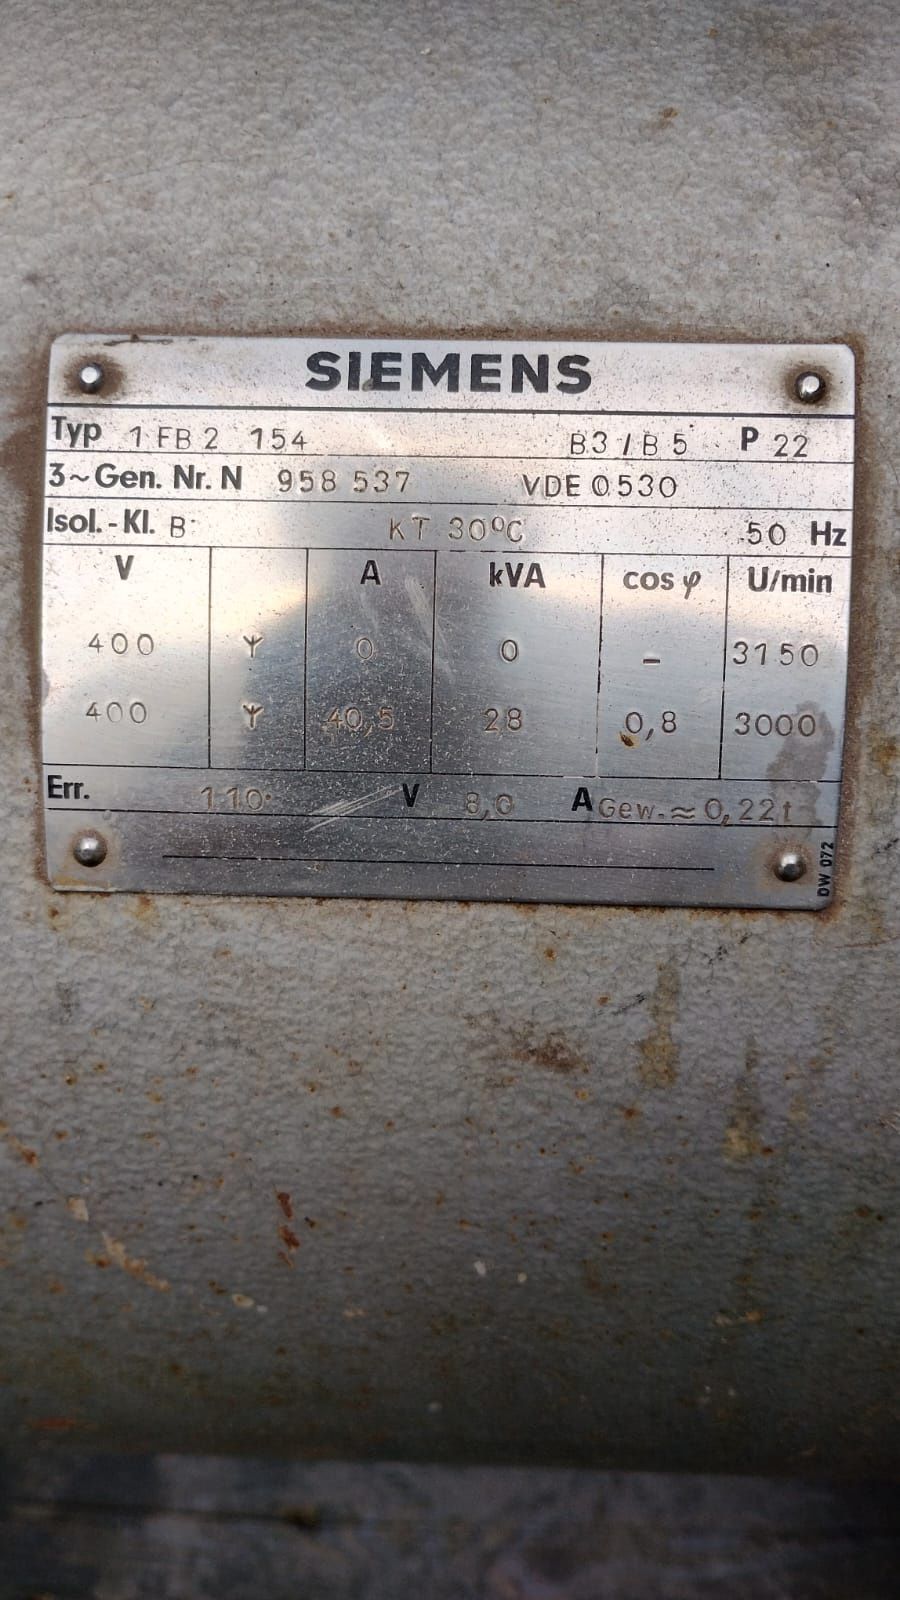 SIEMENS
Typ 1 FB 2 154 B3 / B 5 P 22
3~Gen. Nr. N 958 537 VDE 0530
Isol.-Kl. B KT 30°C 50 Hz
V A kVA cos φ U/min
400 Y 0 0 – 3150
400 Y 40,5 28 0,8 3000
Err. 110 V 8,0 A Gew. ≈ 0,22t
DW 072